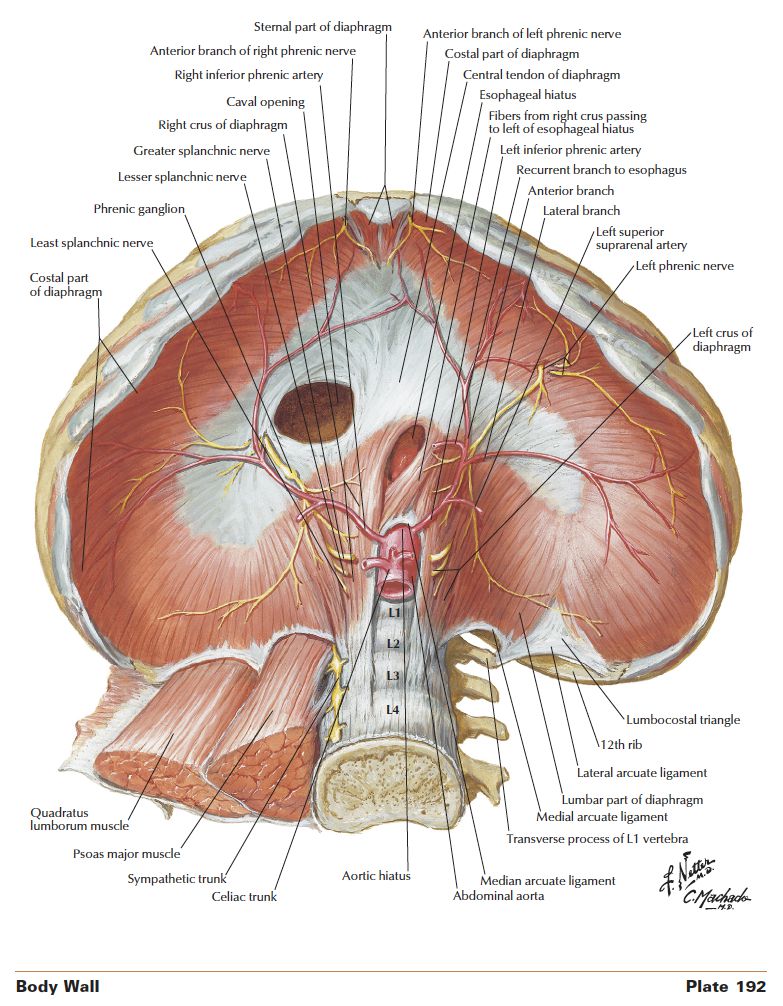 Sternal part of diaphragm
Anterior branch of right phrenic nerve
Right inferior phrenic artery
Caval opening
Right crus of diaphragm
Greater splanchnic nerve
Lesser splanchnic nerve
Phrenic ganglion
Least splanchnic nerve
Costal part
of diaphragm
Anterior branch of left phrenic nerve
Costal part of diaphragm
Central tendon of diaphragm
Esophageal hiatus
Fibers from right crus passing
to left of esophageal hiatus
Left inferior phrenic artery
Recurrent branch to esophagus
Anterior branch
Lateral branch
Left superior
suprarenal artery
Left phrenic nerve
Left crus of
diaphragm
L1
L2
L3
L4
Lumbocostal triangle
12th rib
Lateral arcuate ligament
Lumbar part of diaphragm
Medial arcuate ligament
Transverse process of L1 vertebra
Quadratus
lumborum muscle
Psoas major muscle
Sympathetic trunk
Celiac trunk
Aortic hiatus
Median arcuate ligament
Abdominal aorta
F. Netter
M.D.
C. Machado
M.D.
Body Wall
Plate 192